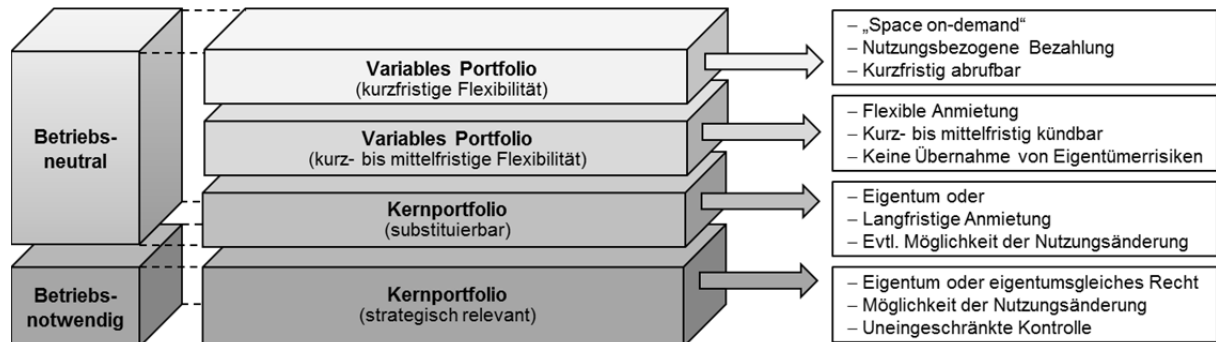 Betriebs-
neutral
Betriebs-
notwendig
Variables Portfolio
(kurzfristige Flexibilität)
Variables Portfolio
(kurz- bis mittelfristige Flexibilität)
Kernportfolio
(substituierbar)
Kernportfolio
(strategisch relevant)
– „Space on-demand“
– Nutzungsbezogene Bezahlung
– Kurzfristig abrufbar
– Flexible Anmietung
– Kurz- bis mittelfristig kündbar
– Keine Übernahme von Eigentümerrisiken
– Eigentum oder
– Langfristige Anmietung
– Evtl. Möglichkeit der Nutzungsänderung
– Eigentum oder eigentumsgleiches Recht
– Möglichkeit der Nutzungsänderung
– Uneingeschränkte Kontrolle